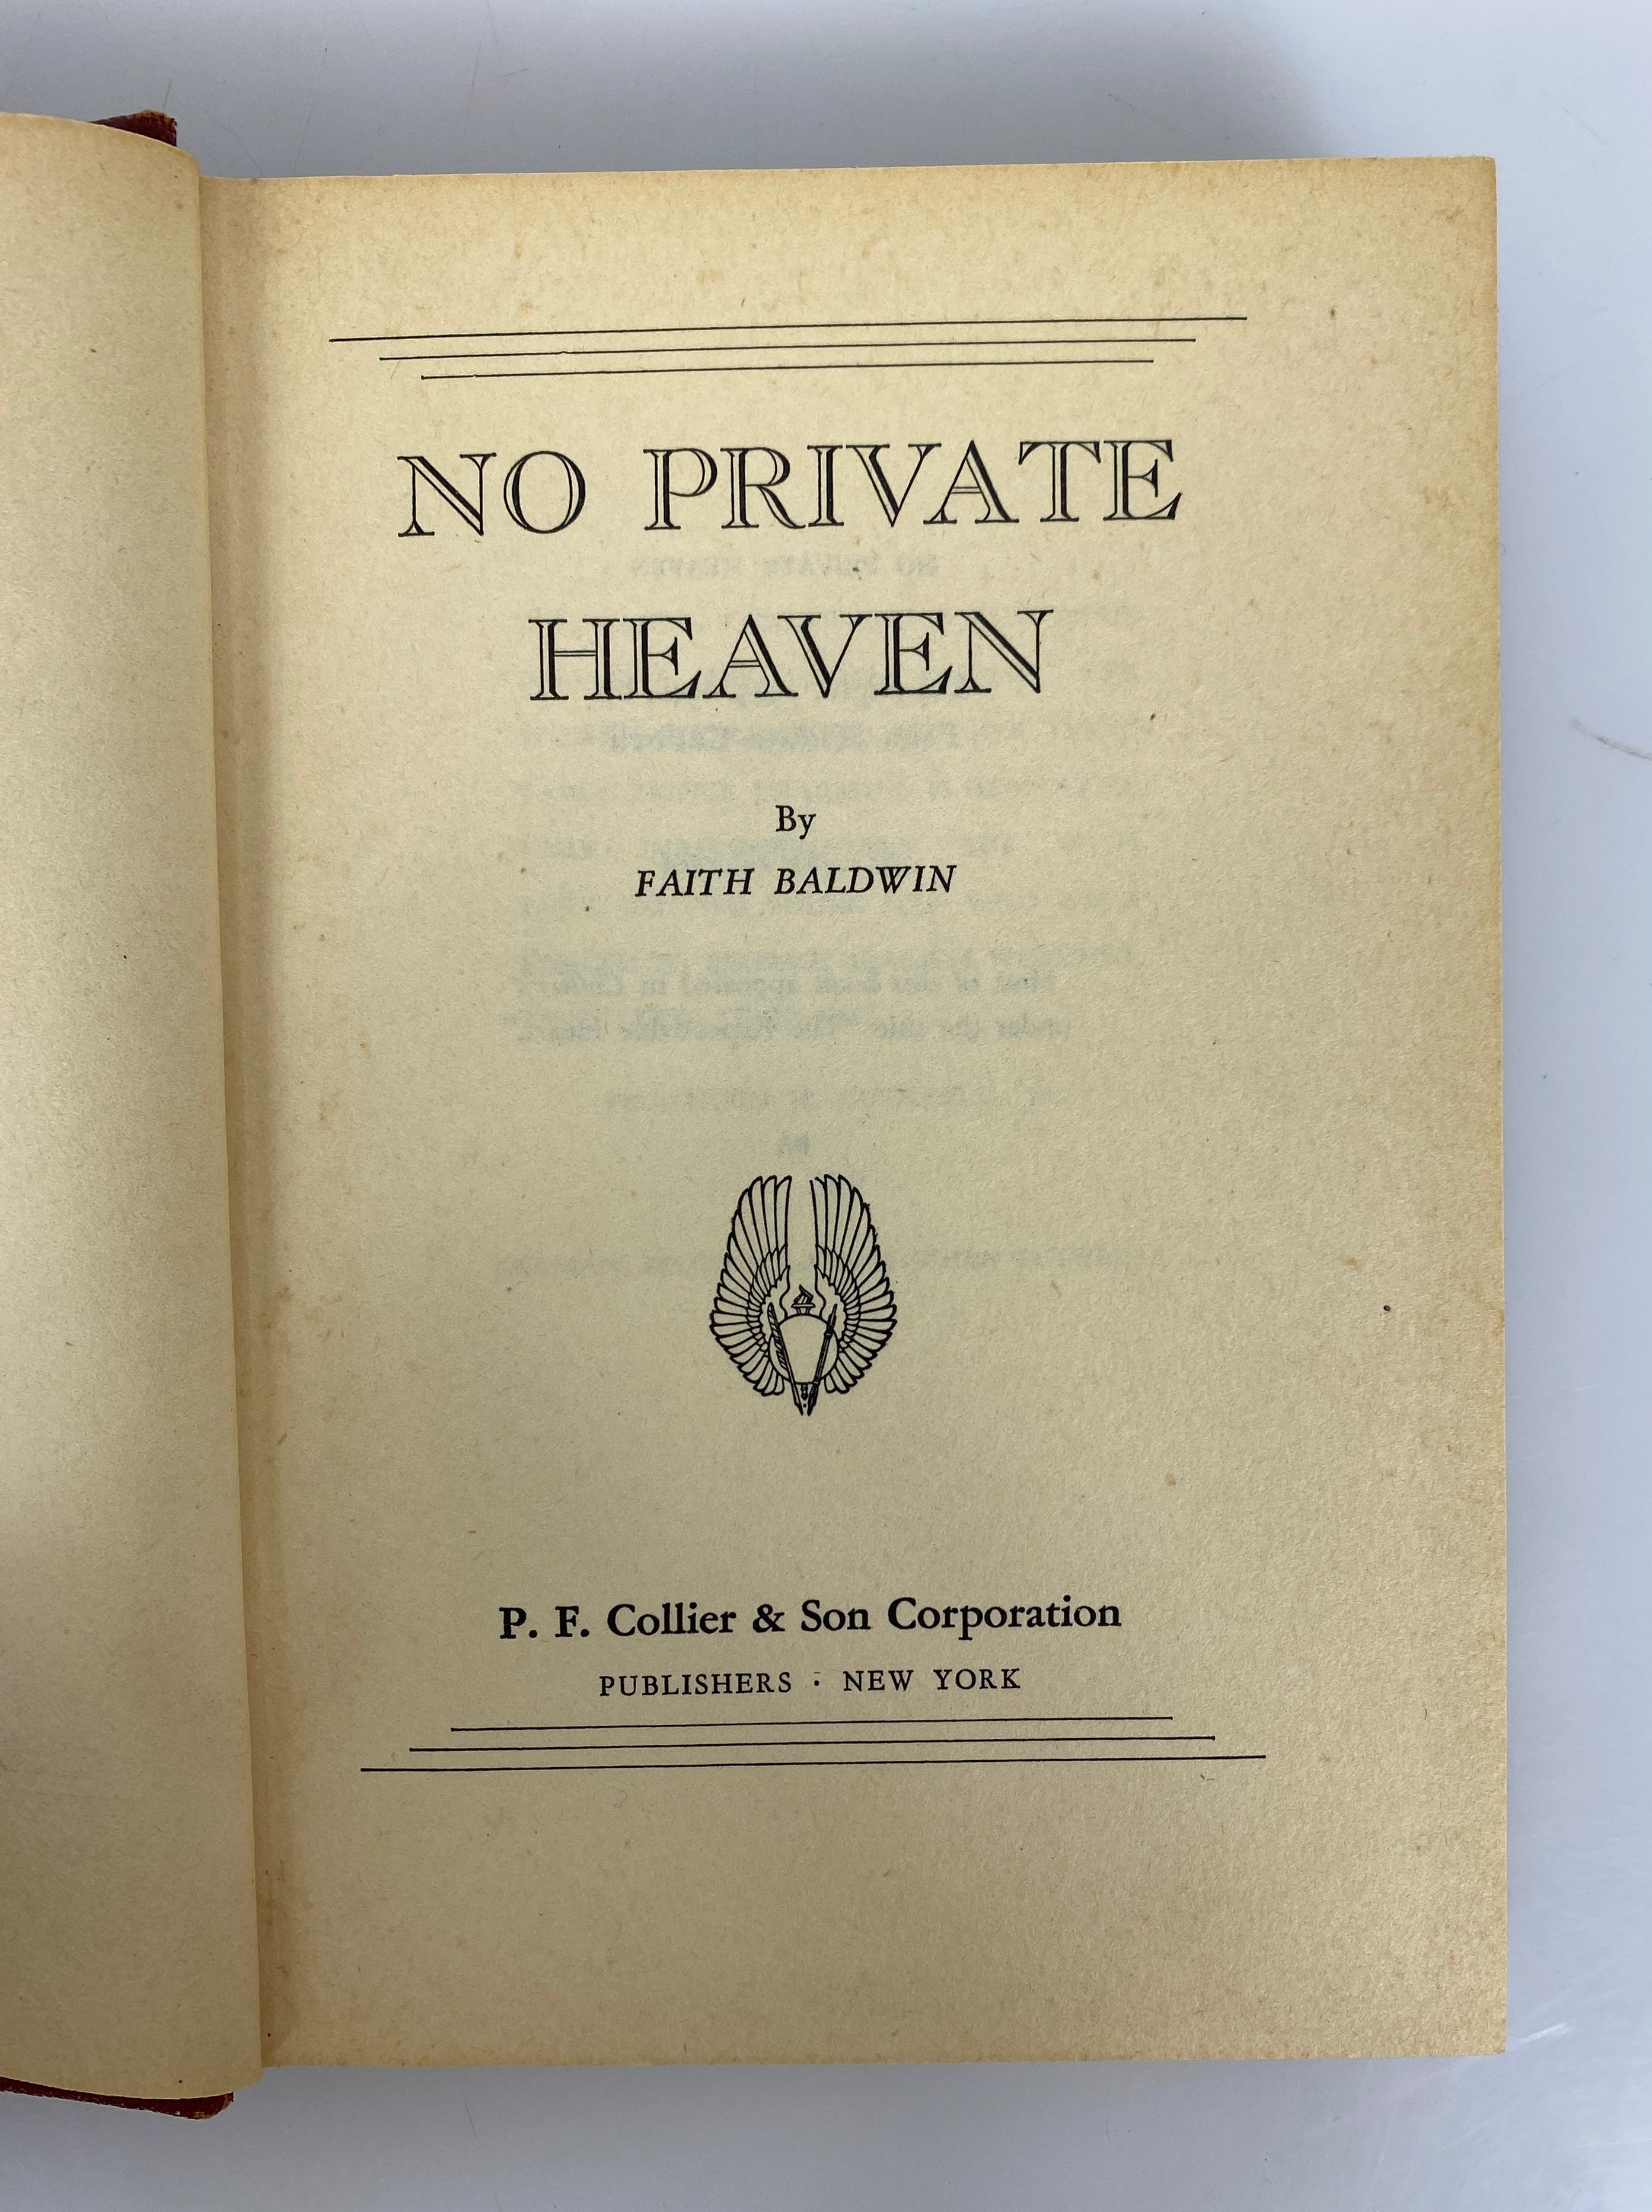 NO PRIVATE
HEAVEN
By
FAITH BALDWIN
P. F. Collier & Son Corporation
PUBLISHERS · NEW YORK